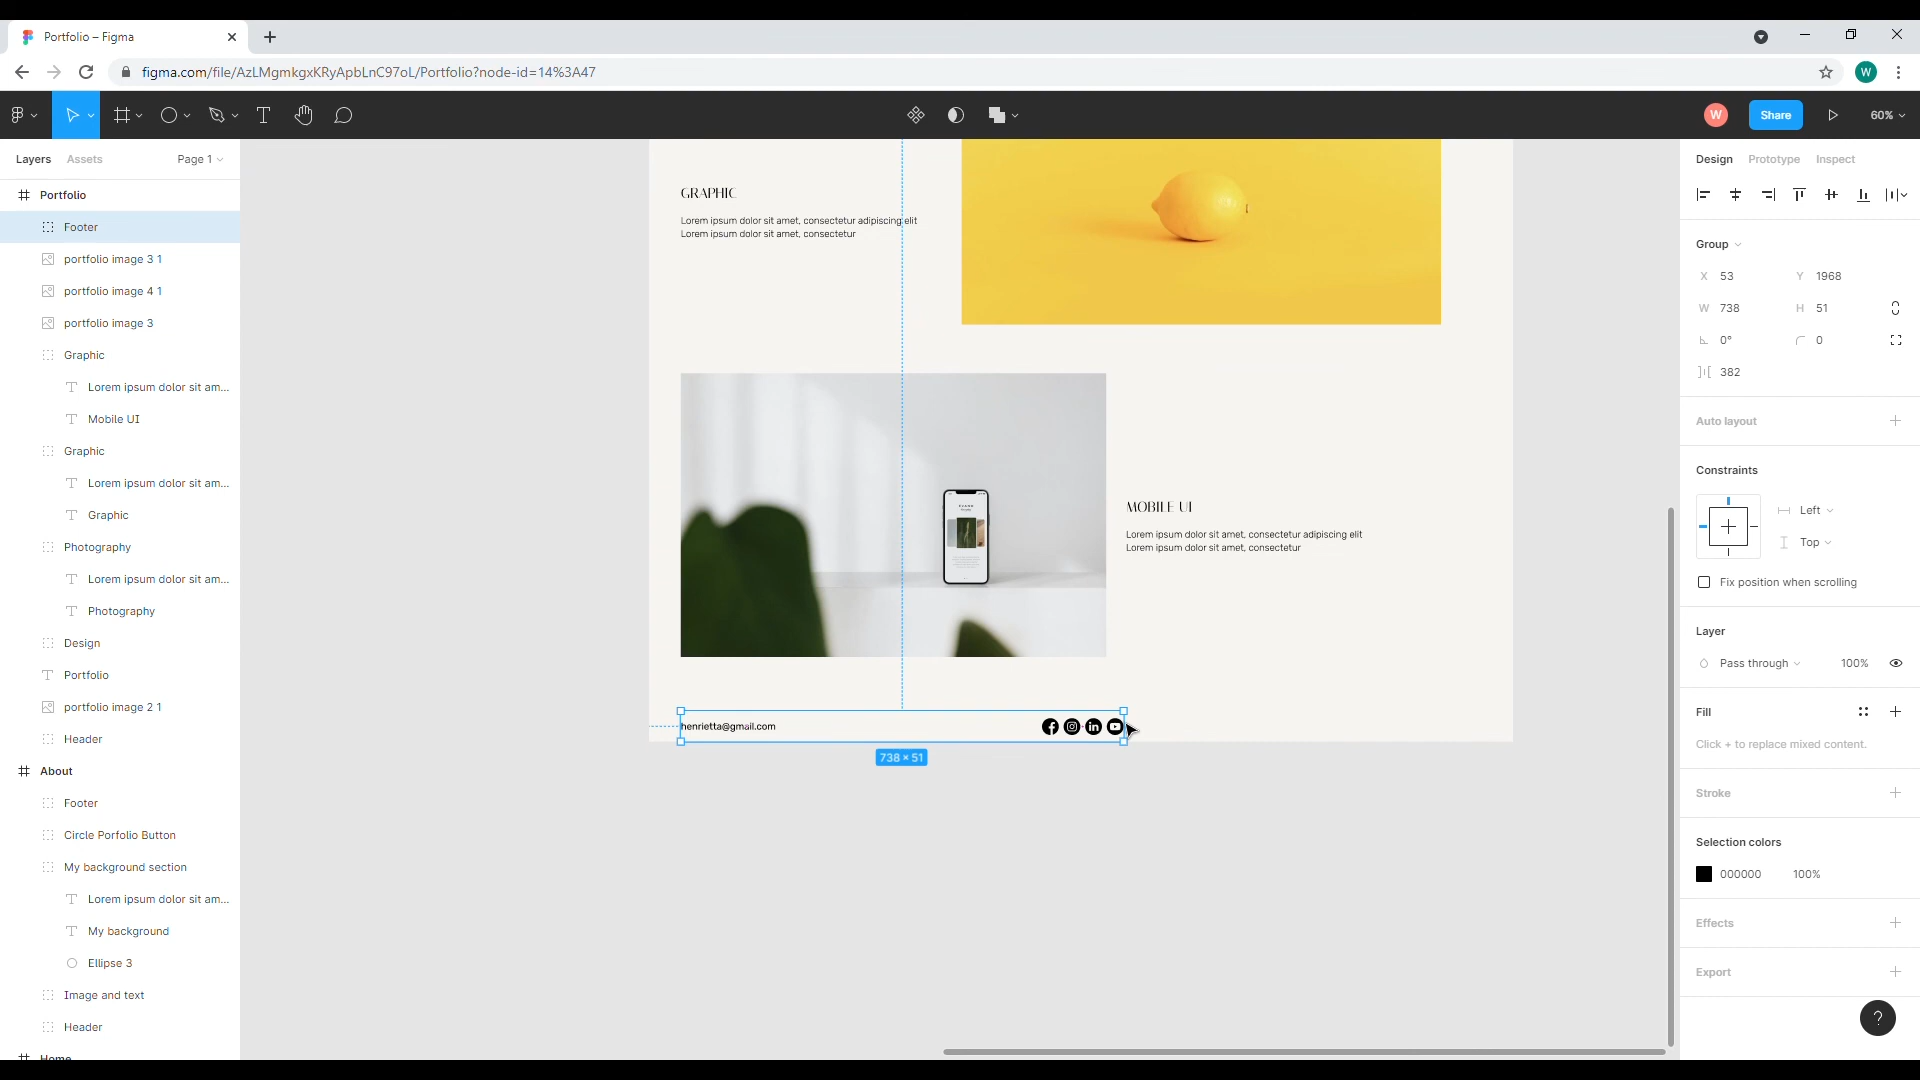 Portfolio – Figma
figma.com/file/AzLMgmkgxKRyApbLnC97oL/Portfolio?node-id=14%3A47
W
W
Share
60%
Layers
Assets
Page 1
Design
Prototype
Inspect
Portfolio
Footer
portfolio image 3 1
portfolio image 4 1
portfolio image 3
Graphic
Lorem ipsum dolor sit am...
Mobile UI
Graphic
Lorem ipsum dolor sit am...
Graphic
Photography
Lorem ipsum dolor sit am...
Photography
Design
Portfolio
portfolio image 2 1
Header
About
Footer
Circle Porfolio Button
My background section
Lorem ipsum dolor sit am...
My background
Ellipse 3
Image and text
Header
Home
GRAPHIC
Lorem ipsum dolor sit amet, consectetur adipiscing elit
Lorem ipsum dolor sit amet, consectetur
MOBILE UI
Lorem ipsum dolor sit amet, consectetur adipiscing elit
Lorem ipsum dolor sit amet, consectetur
henrietta@gmail.com
in
738 × 51
Group
X 53 Y 1968
W 738 H 51
0° 0
382
Auto layout
Constraints
Left
Top
Fix position when scrolling
Layer
Pass through 100%
Fill
Click + to replace mixed content.
Stroke
Selection colors
000000 100%
Effects
Export
?